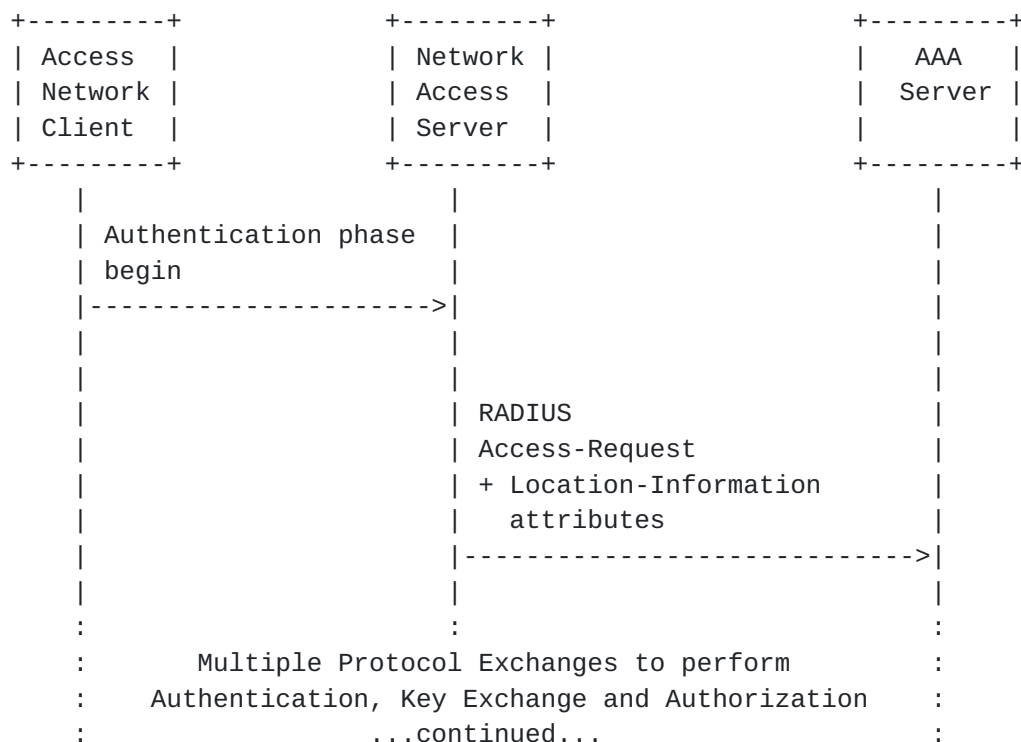 +---------+             +---------+                   +---------+
| Access  |             | Network |                   |   AAA   |
| Network |             | Access  |                   |  Server |
| Client  |             | Server  |                   |         |
+---------+             +---------+                   +---------+
    |                       |                              |
    | Authentication phase  |                              |
    | begin                 |                              |
    |---------------------->|                              |
    |                       |                              |
    |                       |                              |
    |                       | RADIUS                       |
    |                       | Access-Request               |
    |                       | + Location-Information       |
    |                       |   attributes                 |
    |                       |----------------------------->|
    |                       |                              |
    :                       :                              :
    :       Multiple Protocol Exchanges to perform         :
    :    Authentication, Key Exchange and Authorization    :
    :                  ...continued...                     :